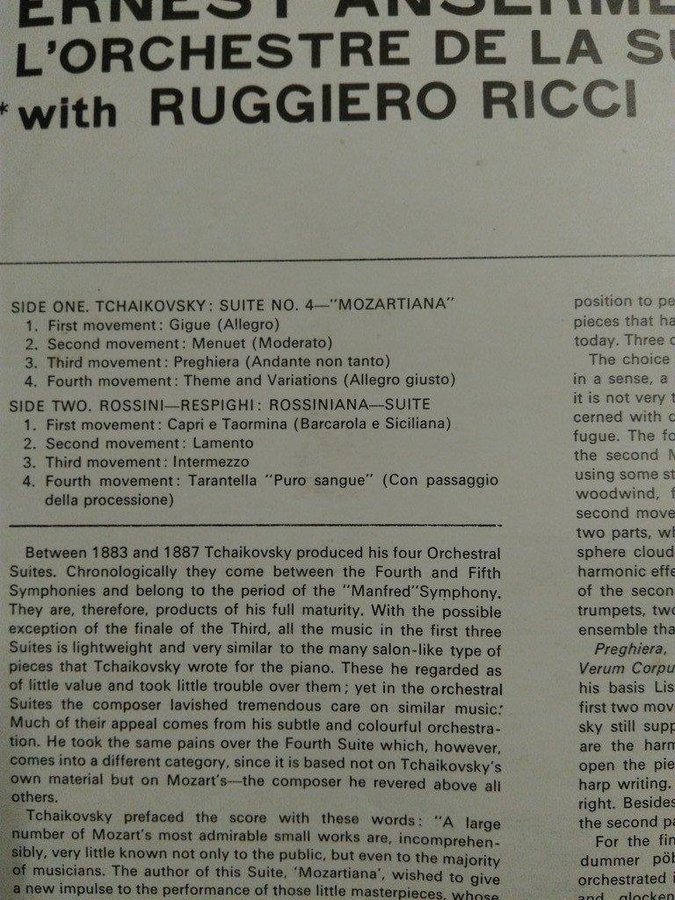 ERNEST ANSERME
L'ORCHESTRE DE LA SU
*with RUGGIERO RICCI
SIDE ONE. TCHAIKOVSKY: SUITE NO. 4—"MOZARTIANA"
1. First movement: Gigue (Allegro)
2. Second movement: Menuet (Moderato)
3. Third movement: Preghiera (Andante non tanto)
4. Fourth movement: Theme and Variations (Allegro giusto)
SIDE TWO. ROSSINI—RESPIGHI: ROSSINIANA—SUITE
1. First movement: Capri e Taormina (Barcarola e Siciliana)
2. Second movement: Lamento
3. Third movement: Intermezzo
4. Fourth movement: Tarantella "Puro sangue" (Con passaggio
della processione)
Between 1883 and 1887 Tchaikovsky produced his four Orchestral
Suites. Chronologically they come between the Fourth and Fifth
Symphonies and belong to the period of the "Manfred" Symphony.
They are, therefore, products of his full maturity. With the possible
exception of the finale of the Third, all the music in the first three
Suites is lightweight and very similar to the many salon-like type of
pieces that Tchaikovsky wrote for the piano. These he regarded as
of little value and took little trouble over them; yet in the orchestral
Suites the composer lavished tremendous care on similar music.
Much of their appeal comes from his subtle and colourful orchestra-
tion. He took the same pains over the Fourth Suite which, however,
comes into a different category, since it is based not on Tchaikovsky's
own material but on Mozart's—the composer he revered above all
others.
Tchaikovsky prefaced the score with these words: "A large
number of Mozart's most admirable small works are, incomprehen-
sibly, very little known not only to the public, but even to the majority
of musicians. The author of this Suite, 'Mozartiana', wished to give
a new impulse to the performance of those little masterpieces, whose
position to pe
pieces that ha
today. Three o
The choice
in a sense, a
it is not very t
cerned with c
fugue. The fo
the second M
using some st
woodwind, f
second move
two parts, wh
sphere cloud
harmonic effe
of the secon
trumpets, two
ensemble tha
Preghiera,
Verum Corpu
his basis Lis
first two mov
sky still supp
are the harm
open the pie
harp writing.
right. Besides
the second pa
For the fin
dummer pöb
orchestrated i
and glocken